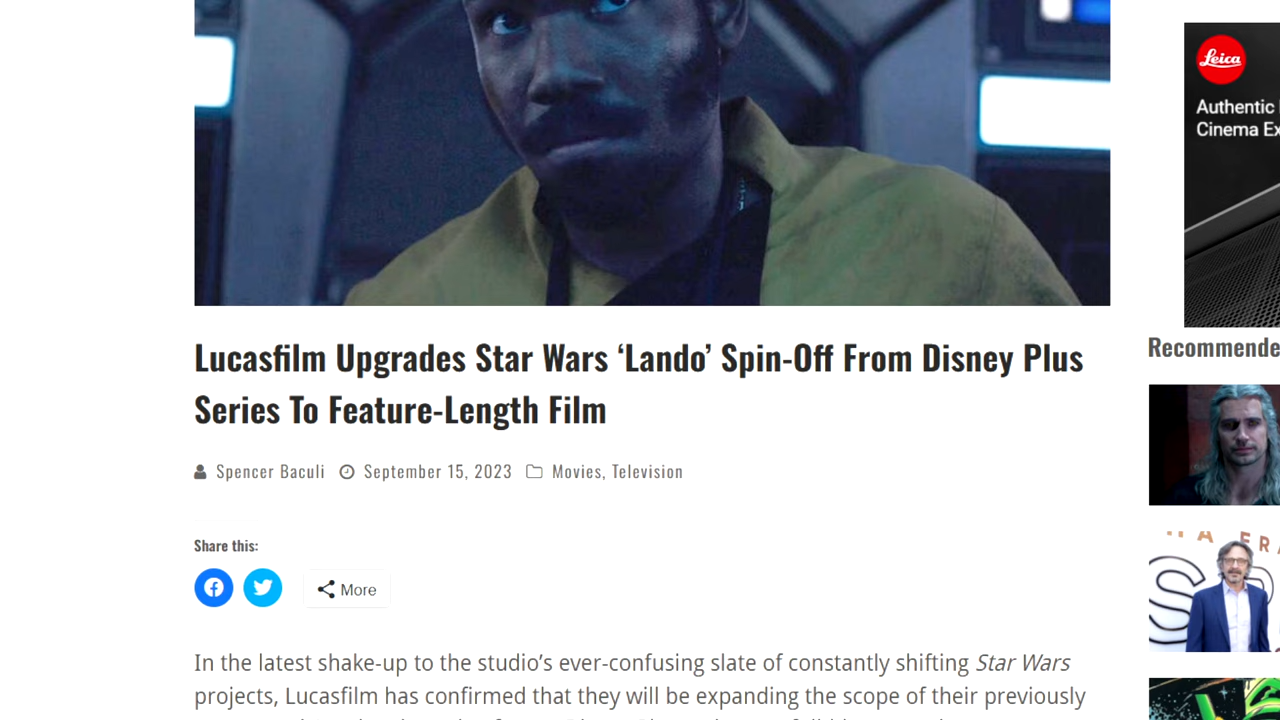 Leica
Authentic
Cinema
Lucasfilm Upgrades Star Wars ‘Lando’ Spin-Off From Disney Plus
Series To Feature-Length Film
Spencer Baculi September 15, 2023 Movies, Television
Share this:
More
In the latest shake-up to the studio’s ever-confusing slate of constantly shifting Star Wars
projects, Lucasfilm has confirmed that they will be expanding the scope of their previously
Recommende